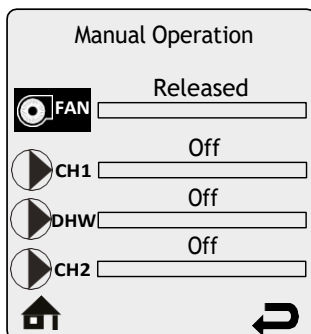 Manual Operation
Released
FAN
Off
CH1
Off
DHW
Off
CH2